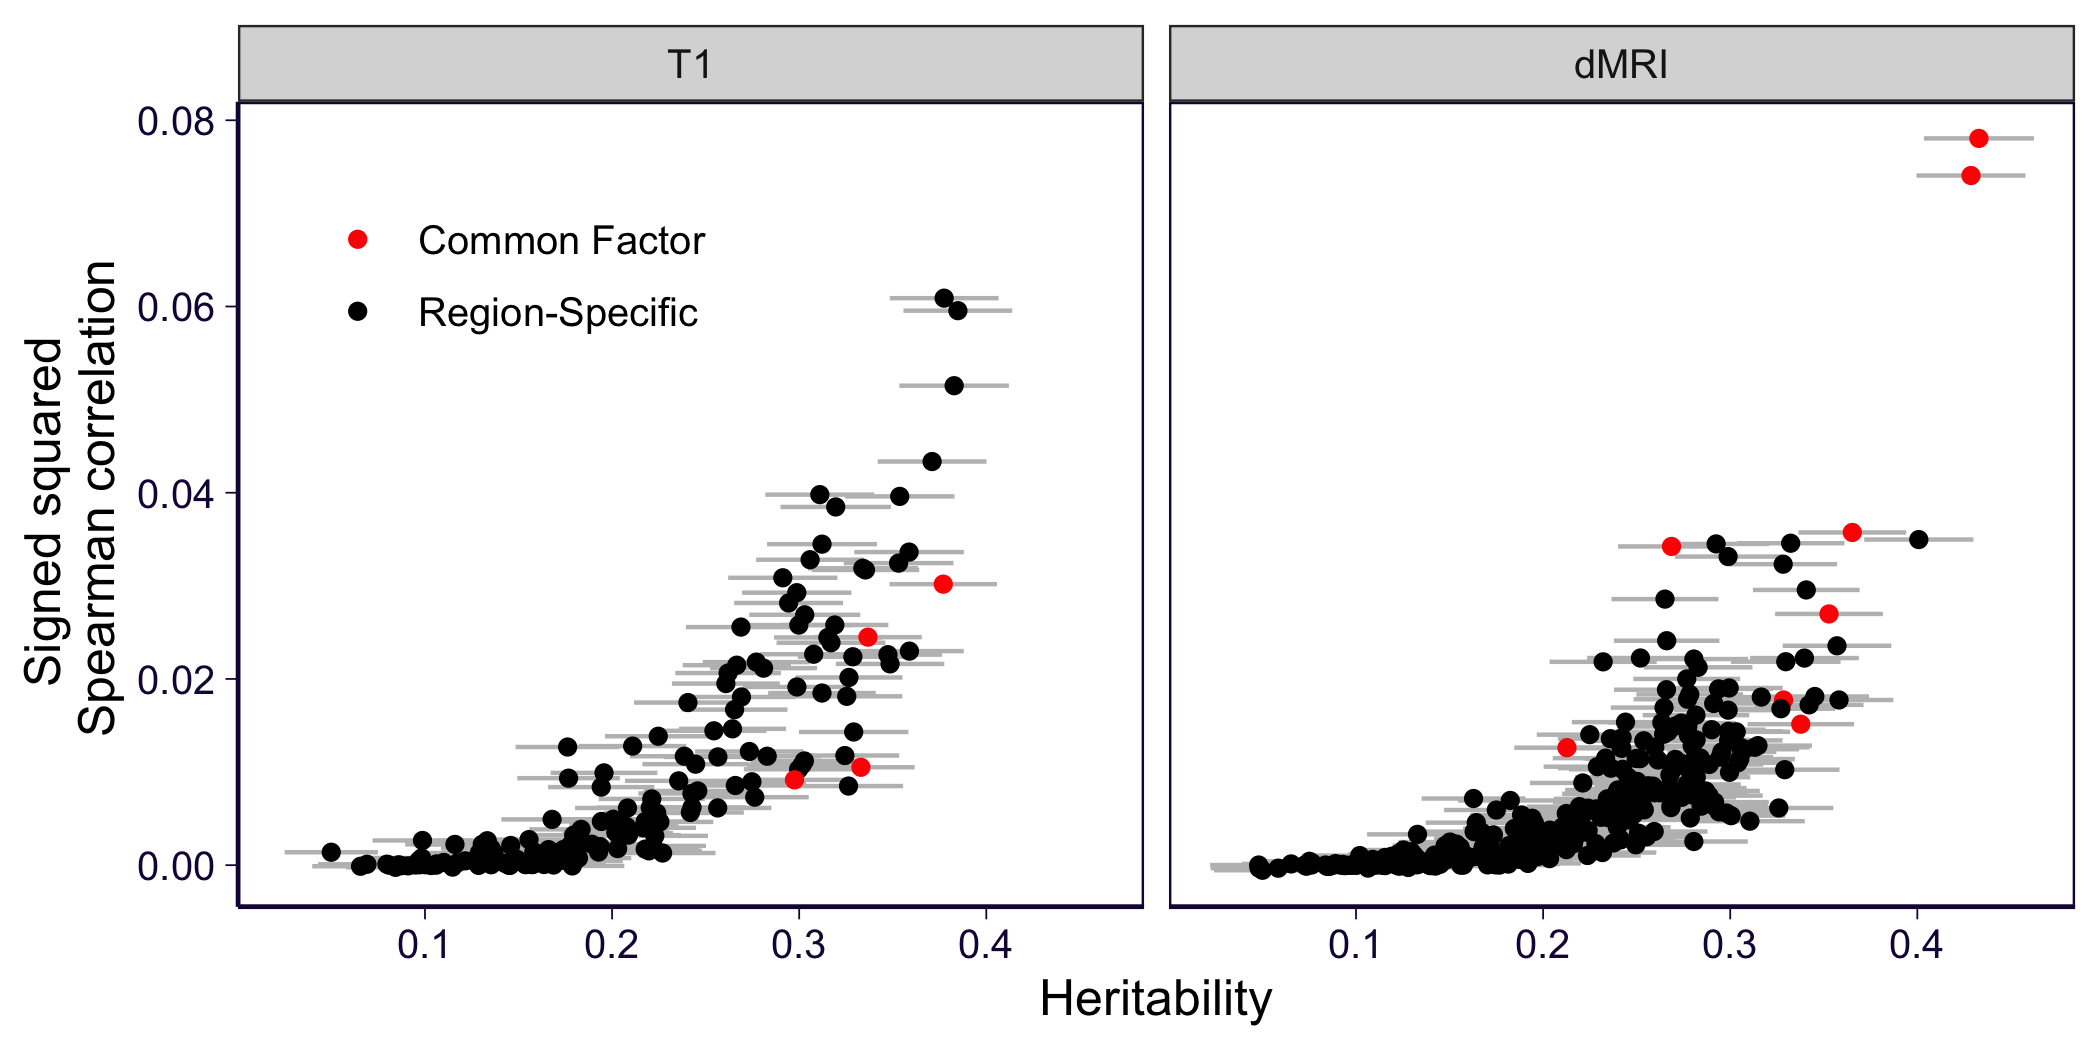 T1
dMRI
Signed squared
Spearman correlation
0.08
0.06
0.04
0.02
0.00
Common Factor
Region-Specific
0.1 0.2 0.3 0.4
0.1 0.2 0.3 0.4
Heritability